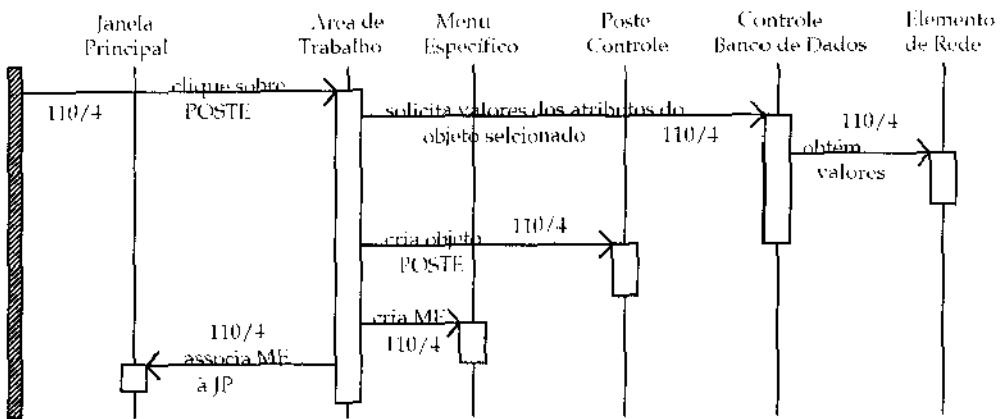 Janela
Principal
Área de
Trabalho
Menu
Específico
Poste
Controle
Controle
Banco de Dados
Elemento
de Rede
clique sobre
110/4
POSTE
solicita valores dos atributos do
objeto selcionado
110/4
110/4
obtém
valores
cria objeto
110/4
POSTE
cria ME
110/4
110/4
associa ME
à JP